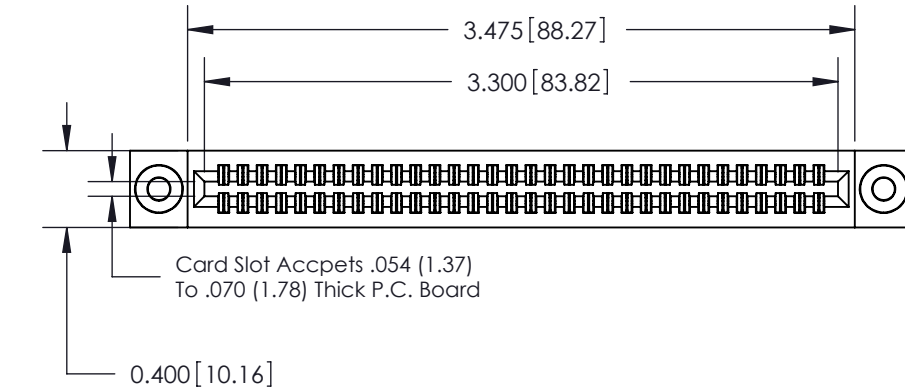 3.475[88.27]
3.300[83.82]
Card Slot Accpets .054 (1.37)
To .070 (1.78) Thick P.C. Board
0.400[10.16]